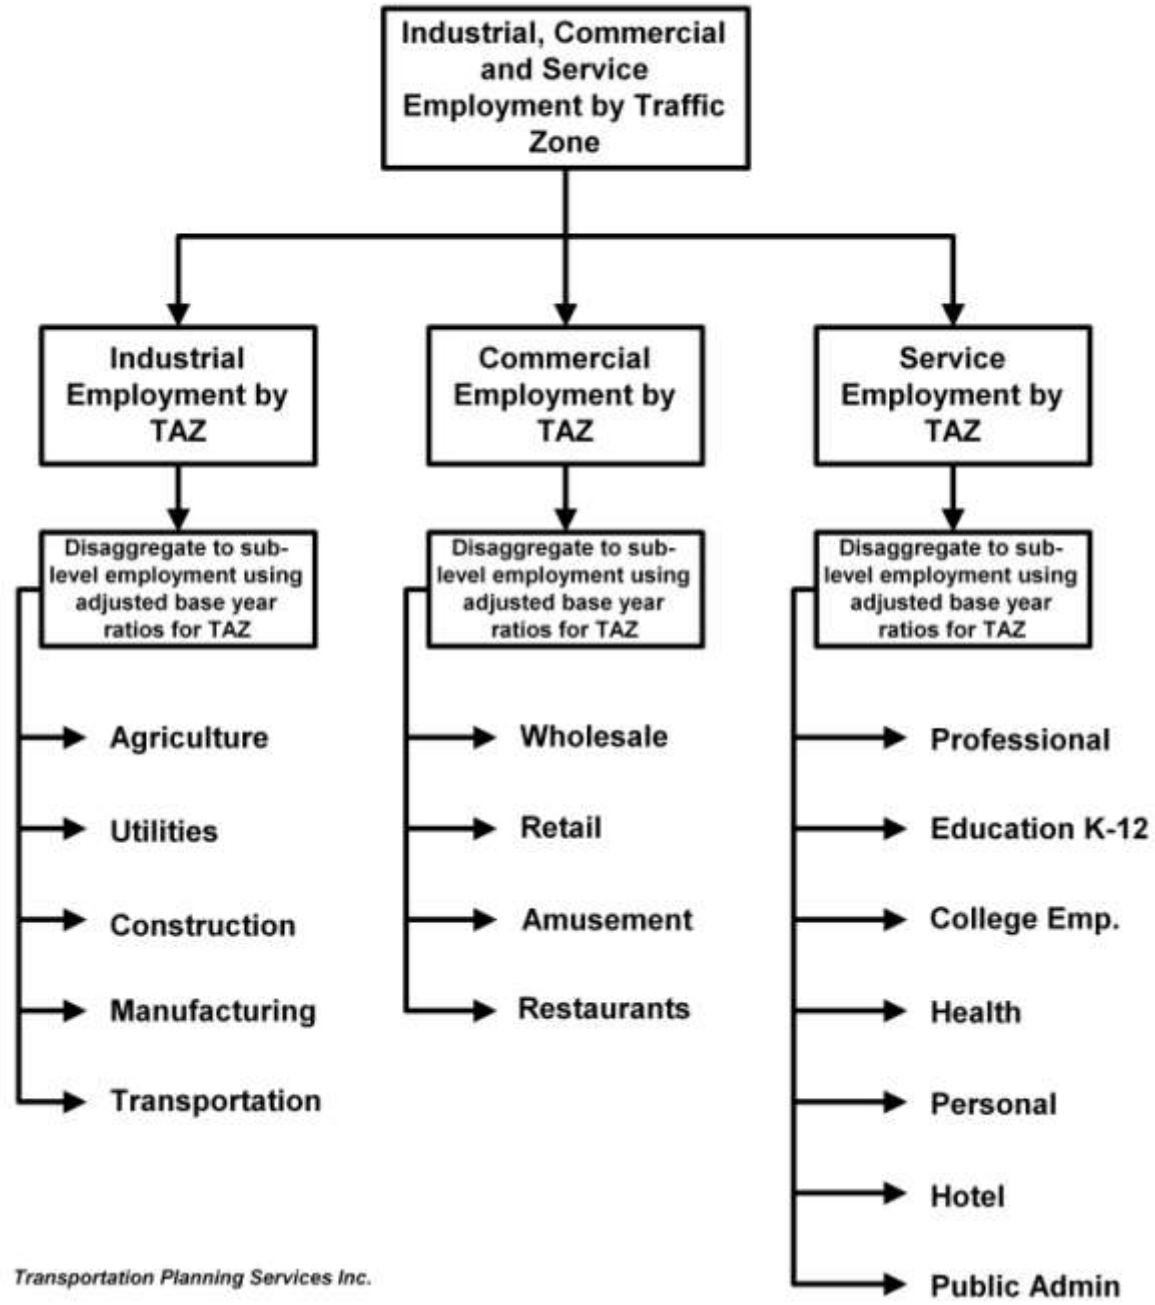 Industrial, Commercial
and Service
Employment by Traffic
Zone
Industrial
Employment by
TAZ
Commercial
Employment by
TAZ
Service
Employment by
TAZ
Disaggregate to sub-
level employment using
adjusted base year
ratios for TAZ
Disaggregate to sub-
level employment using
adjusted base year
ratios for TAZ
Disaggregate to sub-
level employment using
adjusted base year
ratios for TAZ
Agriculture
Utilities
Construction
Manufacturing
Transportation
Wholesale
Retail
Amusement
Restaurants
Professional
Education K-12
College Emp.
Health
Personal
Hotel
Public Admin
Transportation Planning Services Inc.